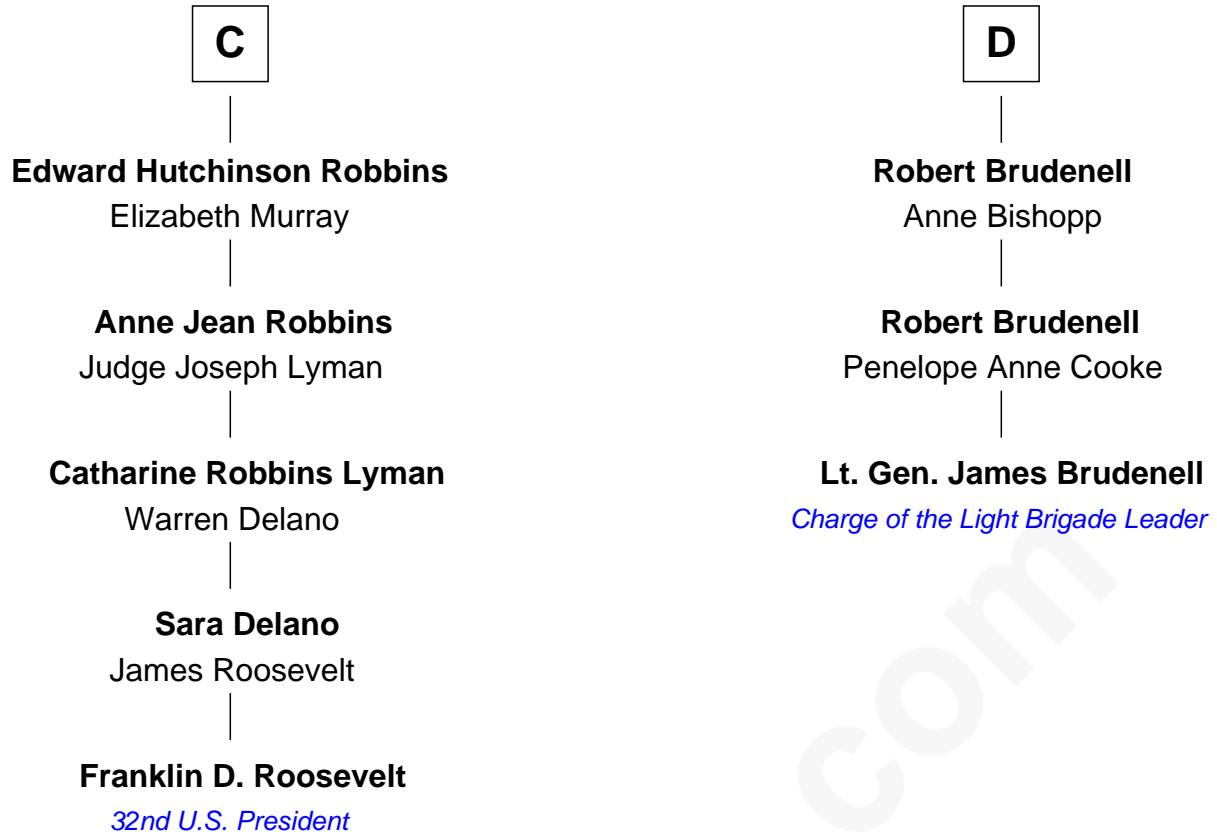 C
Edward Hutchinson Robbins
Elizabeth Murray
Anne Jean Robbins
Judge Joseph Lyman
Catharine Robbins Lyman
Warren Delano
Sara Delano
James Roosevelt
Franklin D. Roosevelt
32nd U.S. President
D
Robert Brudenell
Anne Bishopp
Robert Brudenell
Penelope Anne Cooke
Lt. Gen. James Brudenell
Charge of the Light Brigade Leader
com